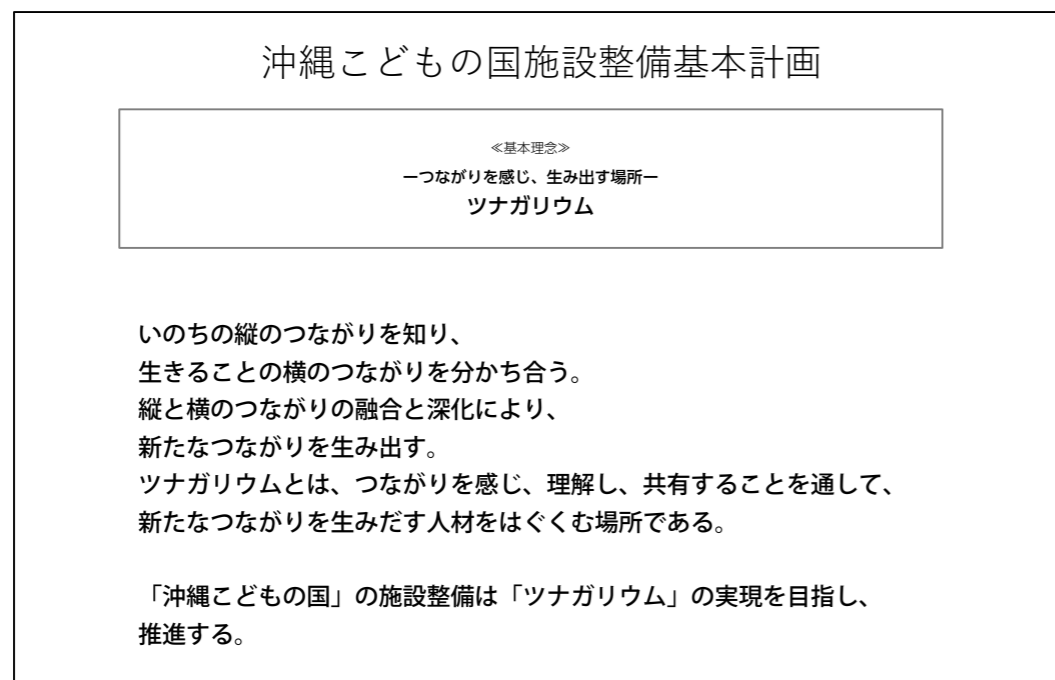 沖縄こどもの国施設整備基本計画
≪基本理念≫
ーつながりを感じ、生み出す場所ー
ツナガリウム
いのちの縦のつながりを知り、
生きることの横のつながりを分かち合う。
縦と横のつながりの融合と深化により、
新たなつながりを生み出す。
ツナガリウムとは、つながりを感じ、理解し、共有することを通して、
新たなつながりを生みだす人材をはぐくむ場所である。
「沖縄こどもの国」の施設整備は「ツナガリウム」の実現を目指し、
推進する。